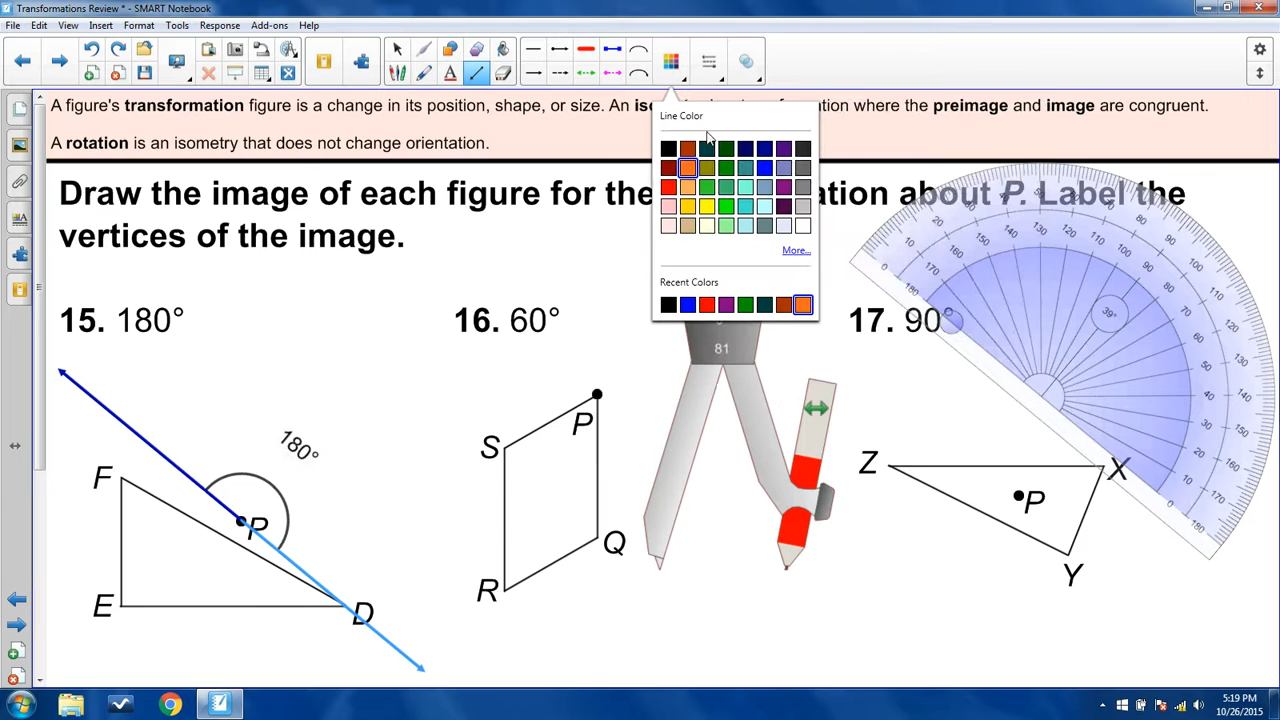 Transformations Review * - SMART Notebook
File Edit View Insert Format Tools Response Add-ons Help
A figure's transformation figure is a change in its position, shape, or size. An where the preimage and image are congruent.
A rotation is an isometry that does not change orientation.
Line Color
More...
Recent Colors
Draw the image of each figure for the about P. Label the
vertices of the image.
15. 180°
16. 60°
17. 90°
81
39°
180°
F
P
E
D
S
P
Q
R
Z
X
P
Y
5:19 PM
10/26/2015